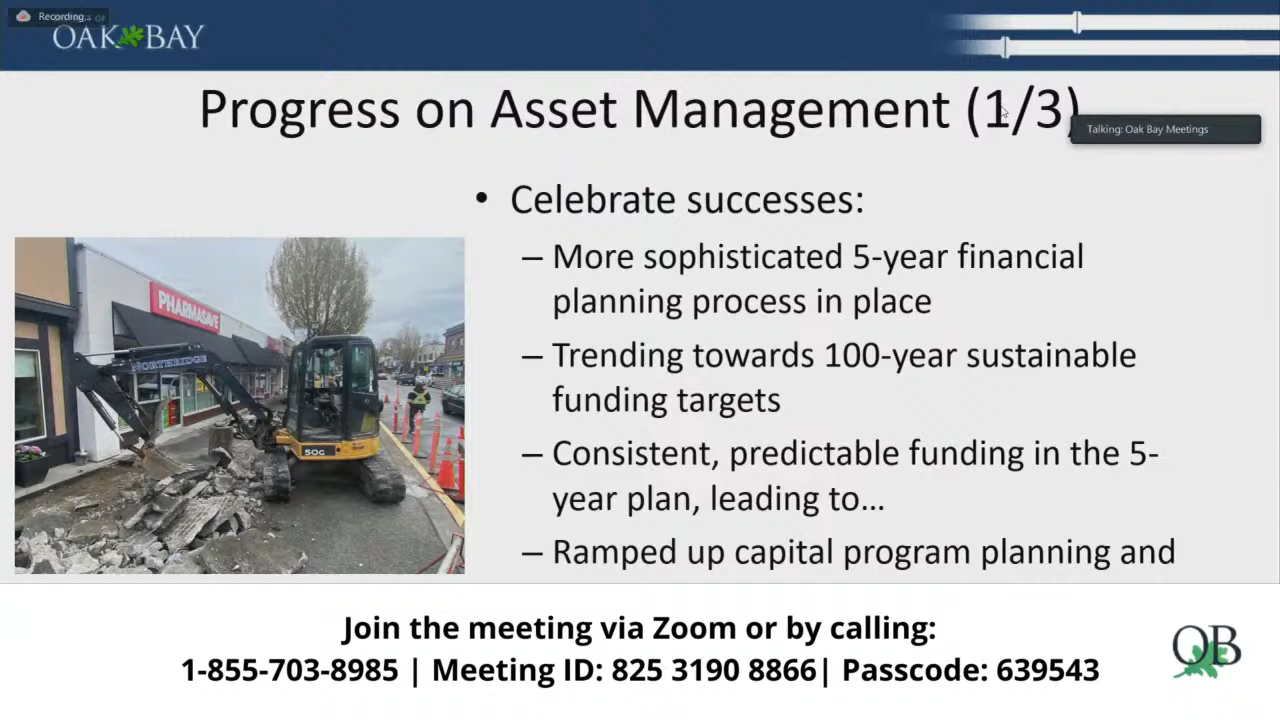 Recording...
OAK BAY
Progress on Asset Management (1/3)
Talking: Oak Bay Meetings
• Celebrate successes:
– More sophisticated 5-year financial
planning process in place
– Trending towards 100-year sustainable
funding targets
– Consistent, predictable funding in the 5-
year plan, leading to...
– Ramped up capital program planning and
PHARMASAVE
NORTHRIDGE
50G
Join the meeting via Zoom or by calling:
1-855-703-8985 | Meeting ID: 825 3190 8866| Passcode: 639543
OB